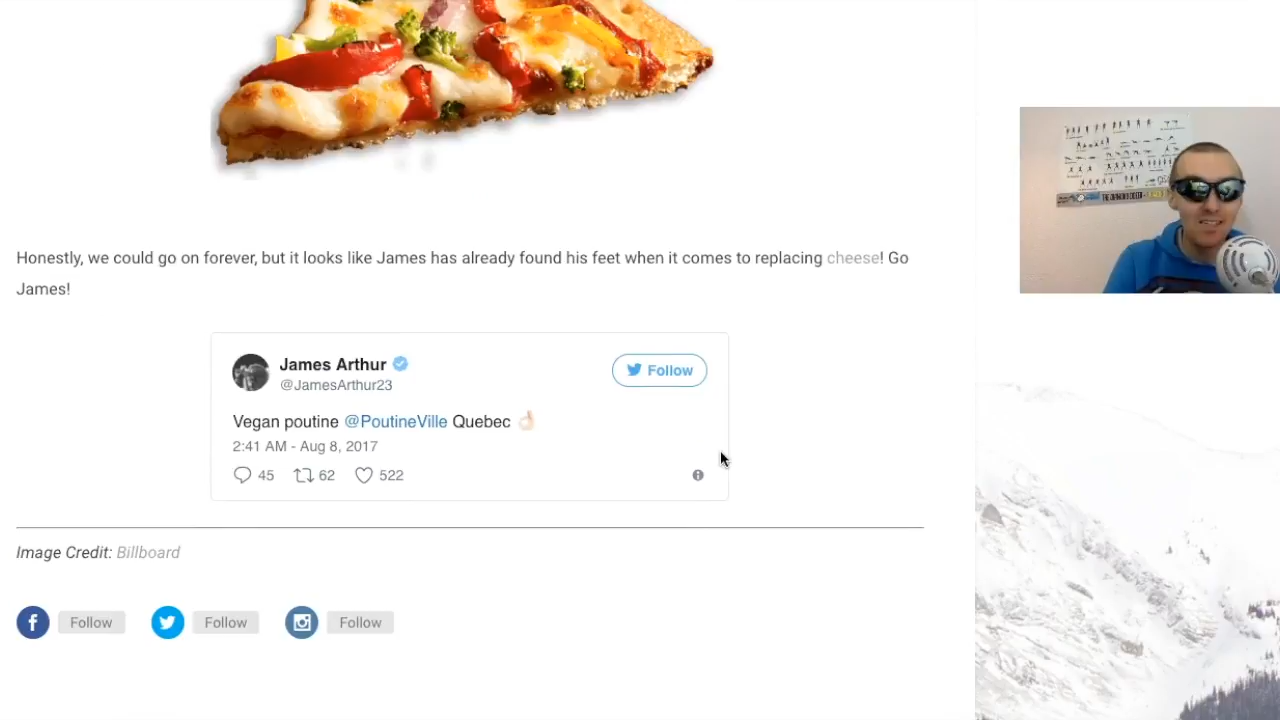 Honestly, we could go on forever, but it looks like James has already found his feet when it comes to replacing cheese! Go
James!
James Arthur
@JamesArthur23
Follow
Vegan poutine @PoutineVille Quebec 👌🏻
2:41 AM - Aug 8, 2017
45 62 522
Image Credit: Billboard
Follow Follow Follow